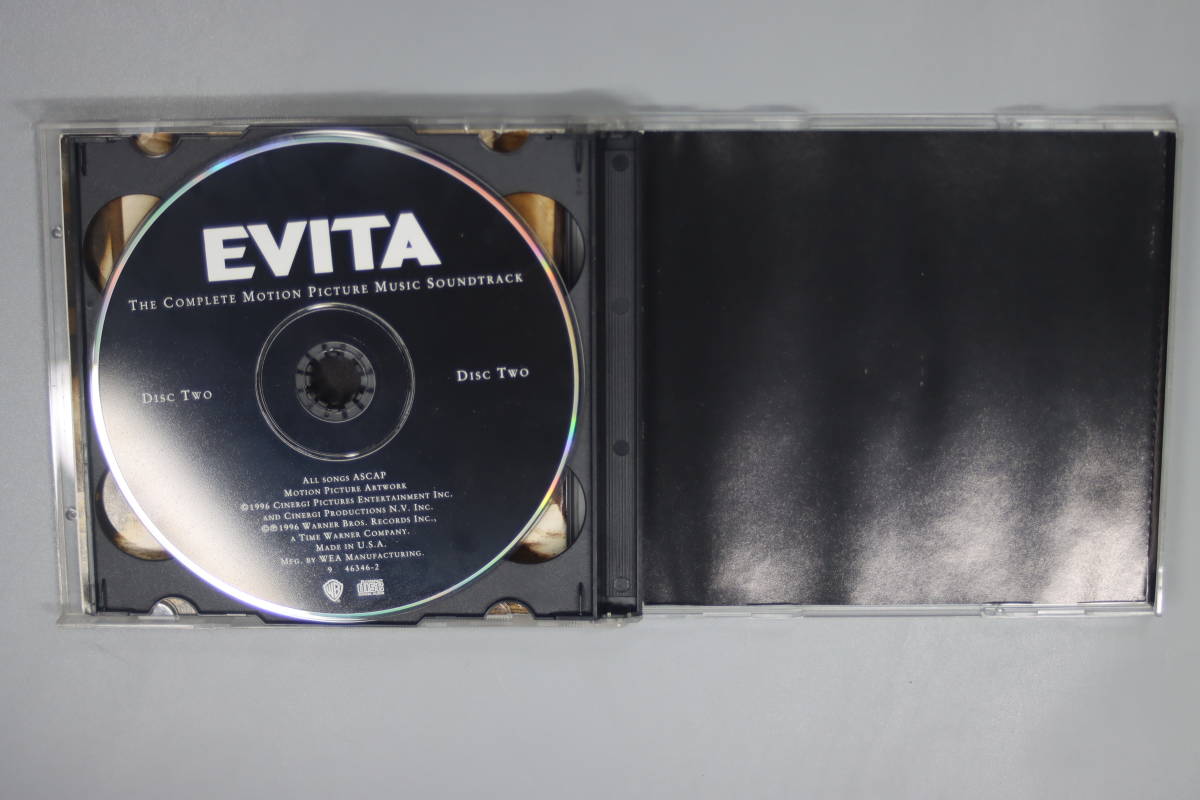 EVITA
THE COMPLETE MOTION PICTURE MUSIC SOUNDTRACK
DISC TWO
DISC TWO
ALL SONGS ASCAP
MOTION PICTURE ARTWORK
©1996 CINERGI PICTURES ENTERTAINMENT INC.
AND CINERGI PRODUCTIONS N.V. INC.
©℗1996 WARNER BROS. RECORDS INC.,
A TIME WARNER COMPANY.
MADE IN U.S.A.
MFG. BY WEA MANUFACTURING.
9 46346-2